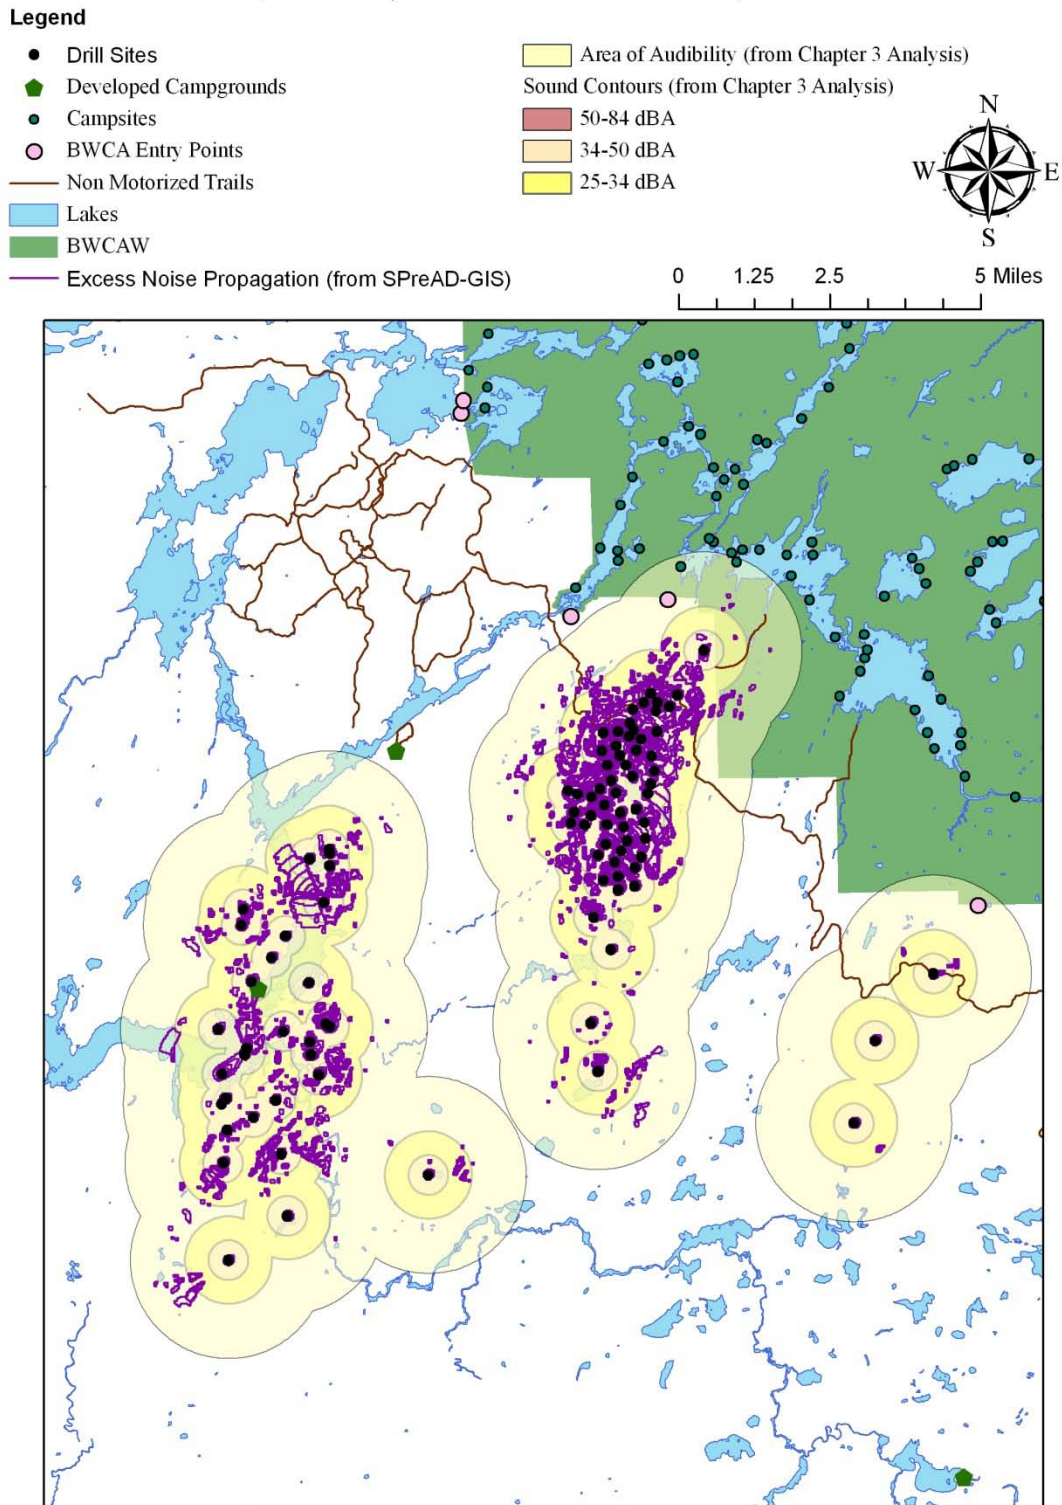 Legend
Drill Sites
Developed Campgrounds
Campsites
BWCA Entry Points
Non Motorized Trails
Lakes
BWCAW
Excess Noise Propagation (from SPreAD-GIS)
Area of Audibility (from Chapter 3 Analysis)
Sound Contours (from Chapter 3 Analysis)
50-84 dBA
34-50 dBA
25-34 dBA
N
W E
S
0 1.25 2.5 5 Miles